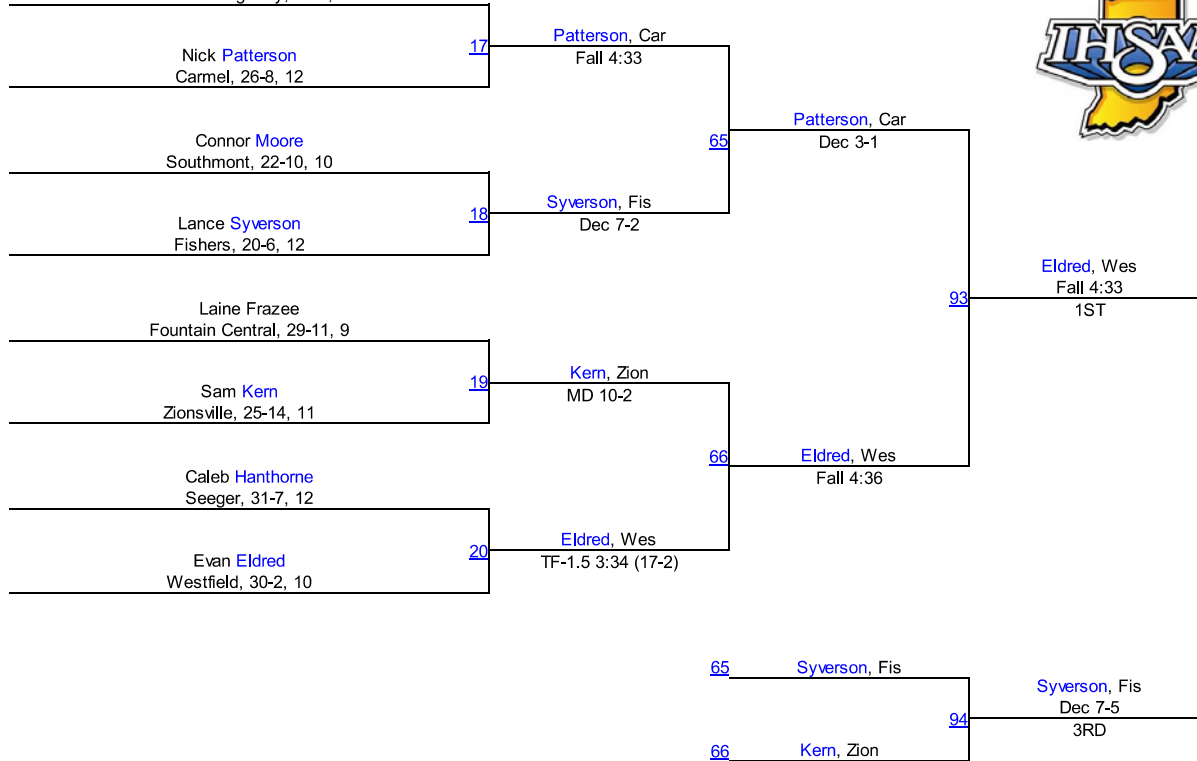 Nick Patterson
Carmel, 26-8, 12
17
Patterson, Car
Fall 4:33
Connor Moore
Southmont, 22-10, 10
Lance Syverson
Fishers, 20-6, 12
18
Syverson, Fis
Dec 7-2
65
Patterson, Car
Dec 3-1
Laine Frazee
Fountain Central, 29-11, 9
Sam Kern
Zionsville, 25-14, 11
19
Kern, Zion
MD 10-2
Caleb Hanthorne
Seeger, 31-7, 12
Evan Eldred
Westfield, 30-2, 10
20
Eldred, Wes
TF-1.5 3:34 (17-2)
66
Eldred, Wes
Fall 4:36
93
Eldred, Wes
Fall 4:33
1ST
65
Syverson, Fis
66
Kern, Zion
94
Syverson, Fis
Dec 7-5
3RD
IHSAA